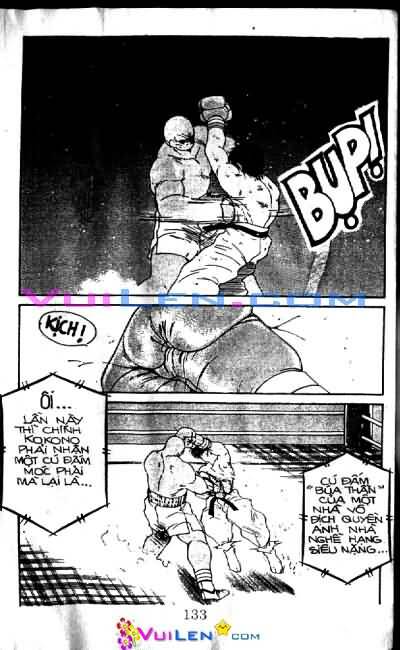 BỤP!
VUILEN.COM
KỊCH!
ÔI...
LẦN NÀY
THÌ CHÍNH
KOKONO
PHẢI NHẬN
MỘT CÚ ĐẤM
MÓC PHẢI
MÀ LẠI LÀ...
CÚ ĐẤM
"BÚA THẦN"
CỦA MỘT
NHÀ VÔ
ĐỊCH QUYỀN
ANH NHÀ
NGHỀ HẠNG
SIÊU NẶNG...
133
VUILEN.COM